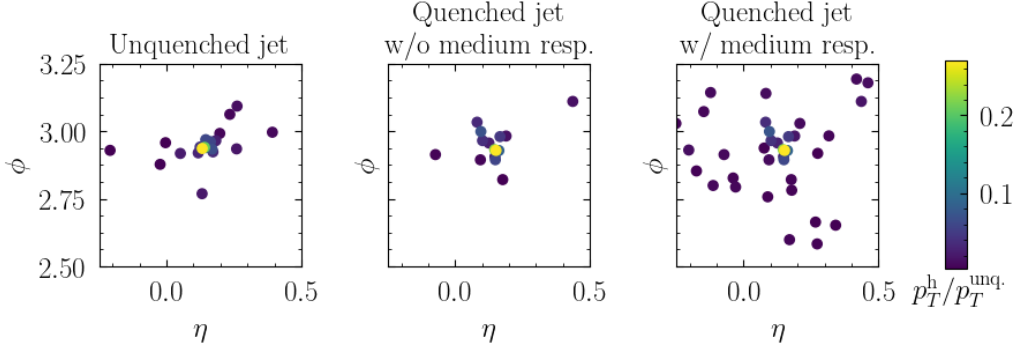 Unquenched jet
Quenched jet
w/o medium resp.
Quenched jet
w/ medium resp.
3.25
3.00
2.75
2.50
ϕ
0.0
0.5
η
ϕ
0.0
0.5
η
ϕ
0.0
0.5
η
0.2
0.1
p_T^h/p_T^unq.